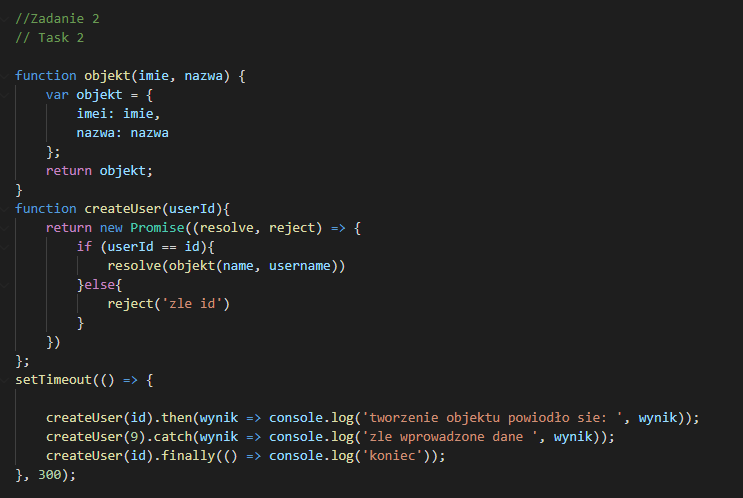 //Zadanie 2
// Task 2
function objekt(imie, nazwa) {
var objekt = {
imei: imie,
nazwa: nazwa
};
return objekt;
}
function createUser(userId){
return new Promise((resolve, reject) => {
if (userId == id){
resolve(objekt(name, username))
}else{
reject('zle id')
}
})
};
setTimeout(() => {
createUser(id).then(wynik => console.log('tworzenie objektu powiodło sie: ', wynik));
createUser(9).catch(wynik => console.log('zle wprowadzone dane ', wynik));
createUser(id).finally(() => console.log('koniec'));
}, 300);